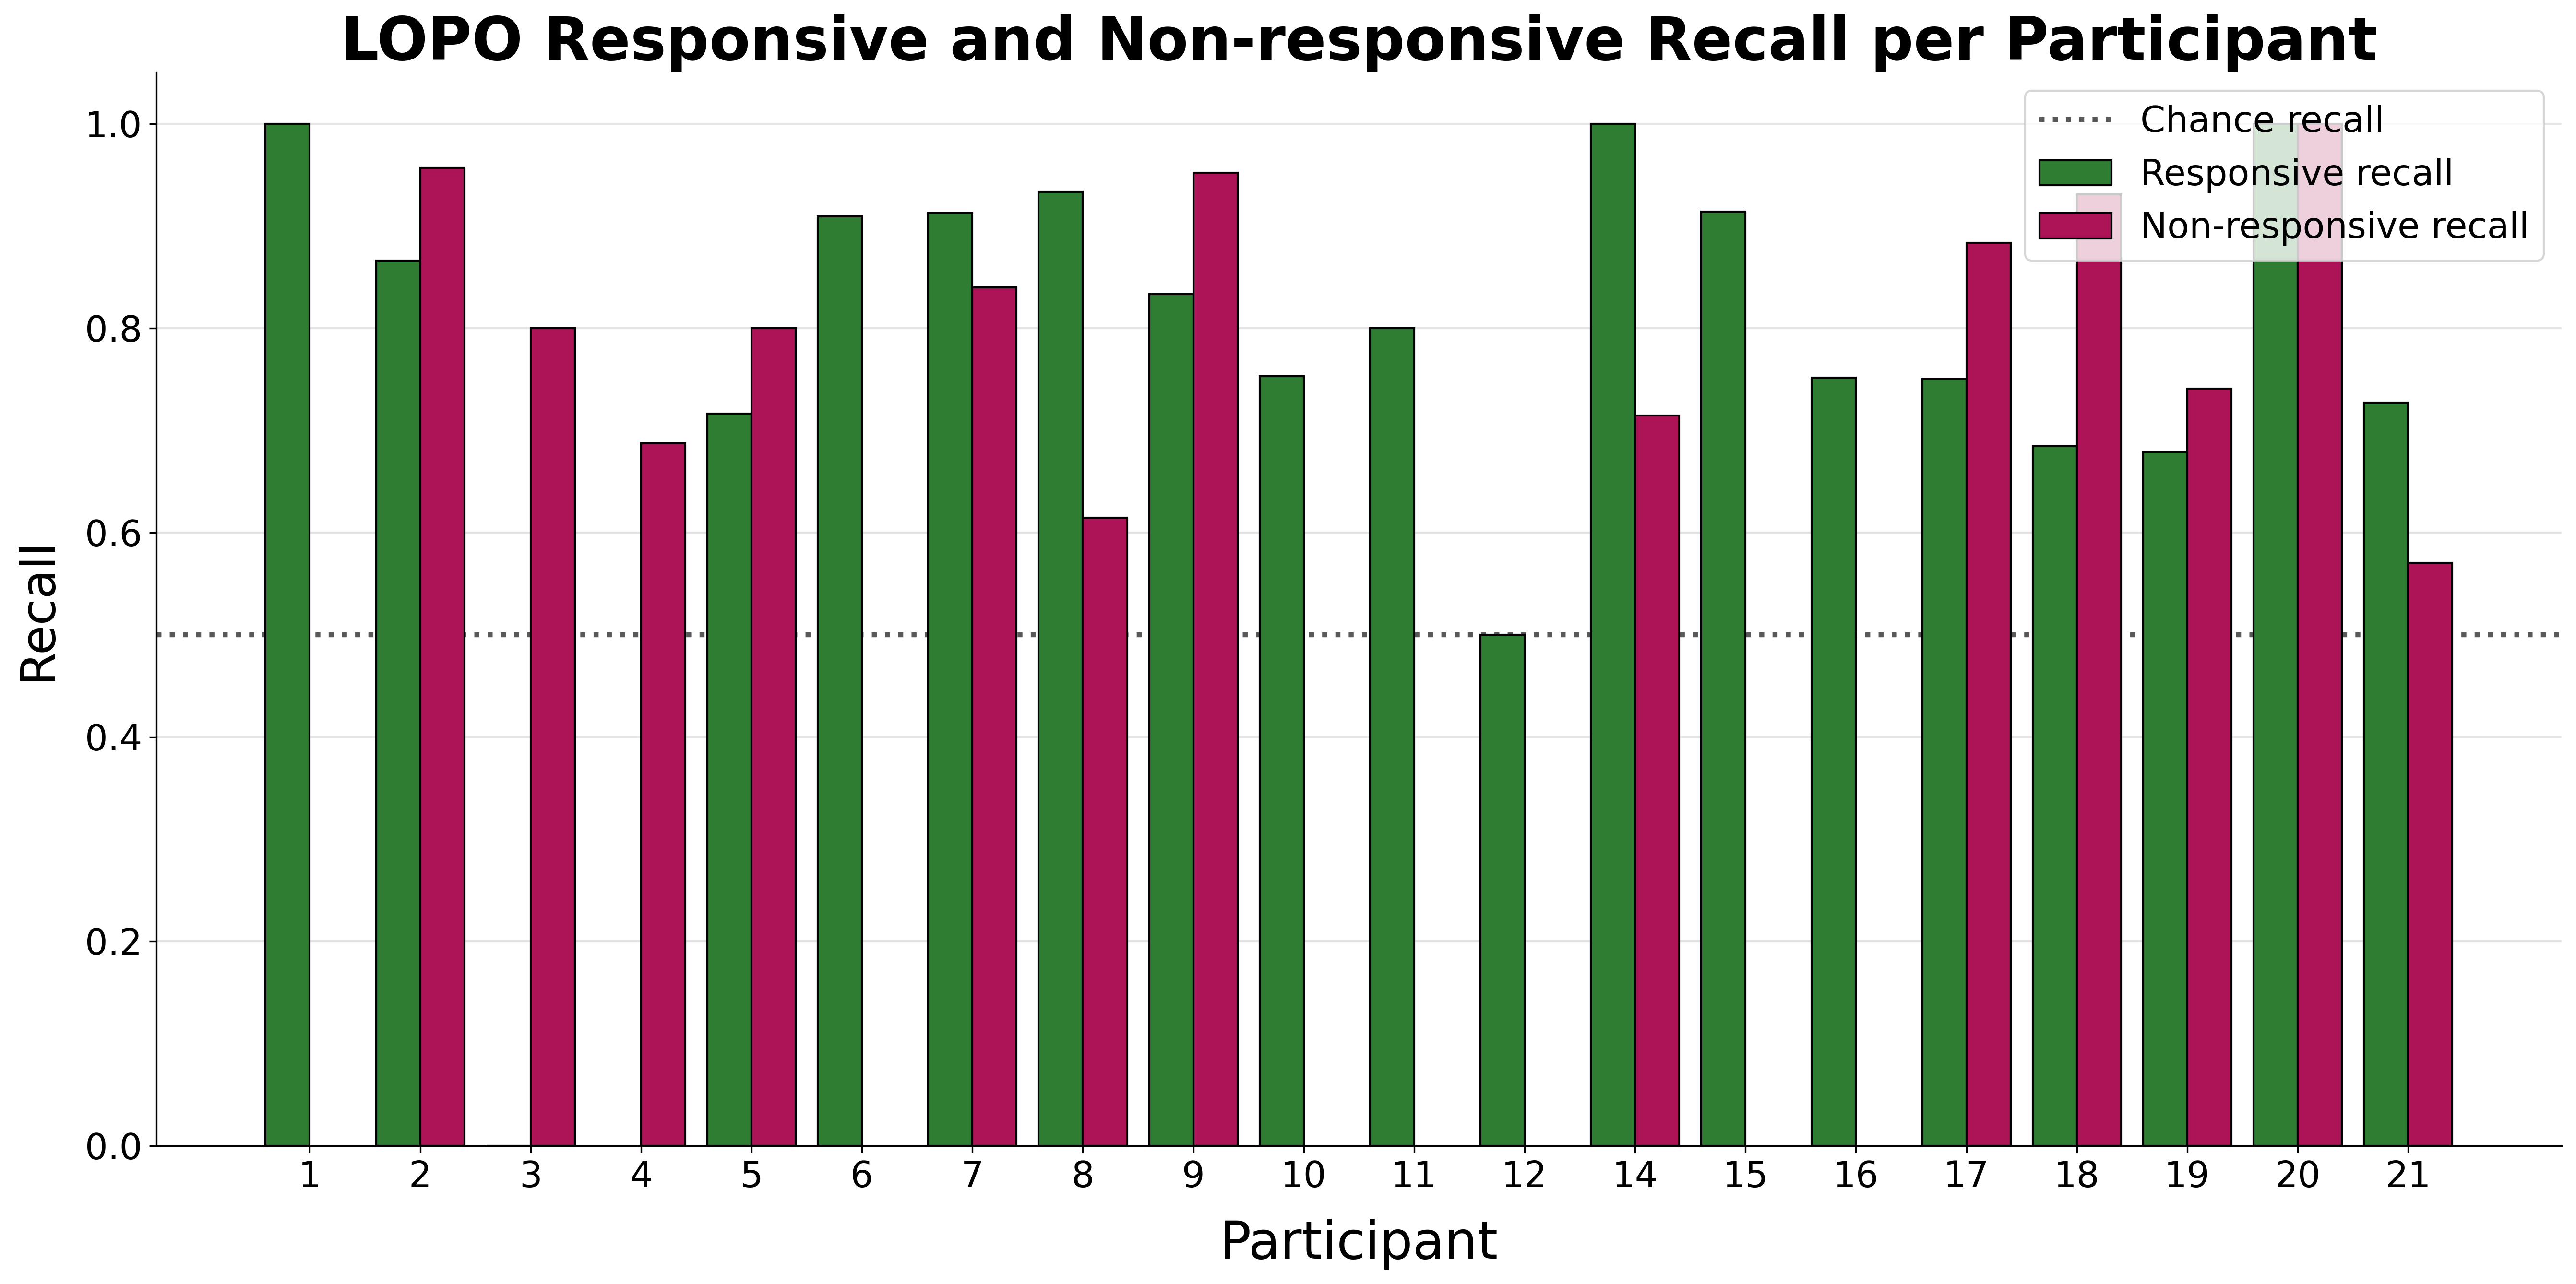 LOPO Responsive and Non-responsive Recall per Participant
Chance recall
Responsive recall
Non-responsive recall
1.0
0.8
0.6
0.4
0.2
0.0
Recall
1 2 3 4 5 6 7 8 9 10 11 12 14 15 16 17 18 19 20 21
Participant